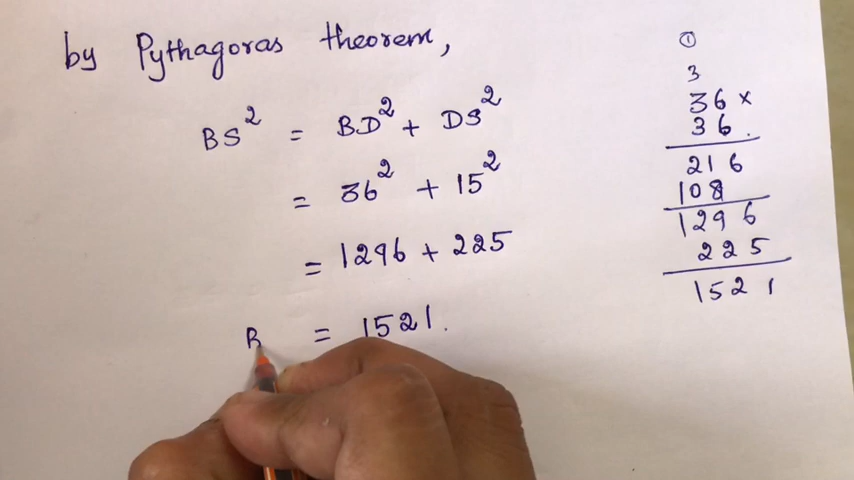 by Pythagoras theorem,
BS² = BD² + DS²
= 36² + 15²
= 1296 + 225
B = 1521.
①
3
36 ×
36.
216
108
1296
225
1521